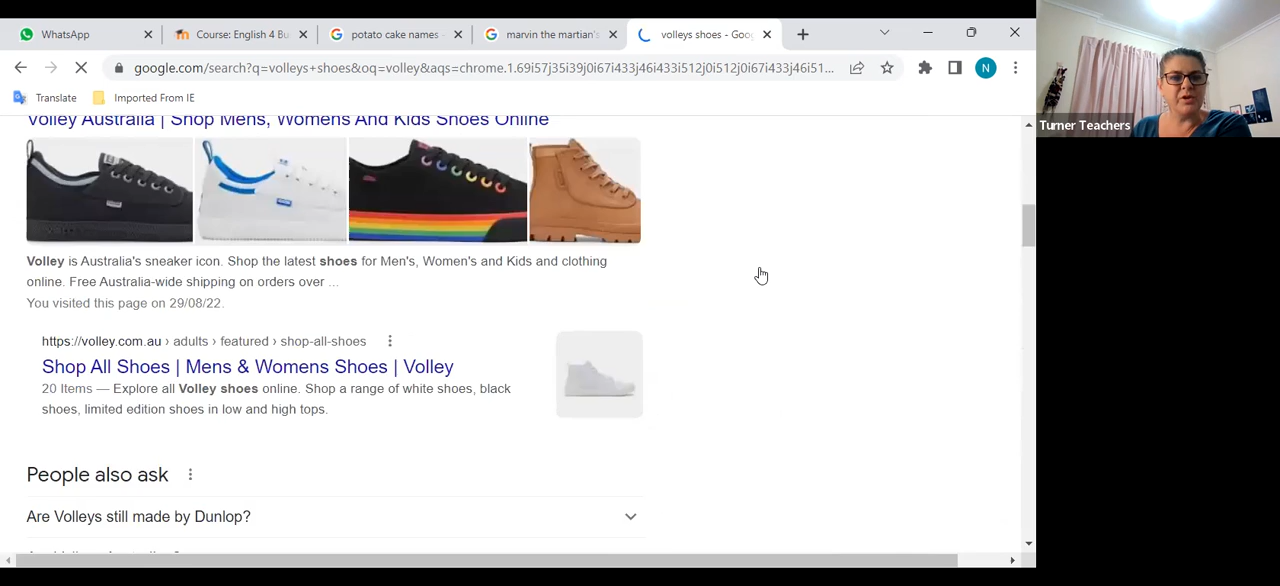 WhatsApp
Course: English 4 Bu
potato cake names
marvin the martian's
volleys shoes - Goog
google.com/search?q=volleys+shoes&oq=volley&aqs=chrome.1.69i57j35i39j0i67i433j46i433i512j0i512j0i67i433j46i51...
N
Translate
Imported From IE
Turner Teachers
Volley Australia | Shop Mens, Womens And Kids Shoes Online
Volley is Australia's sneaker icon. Shop the latest shoes for Men's, Women's and Kids and clothing
online. Free Australia-wide shipping on orders over ...
You visited this page on 29/08/22.
https://volley.com.au › adults › featured › shop-all-shoes
Shop All Shoes | Mens & Womens Shoes | Volley
20 Items — Explore all Volley shoes online. Shop a range of white shoes, black
shoes, limited edition shoes in low and high tops.
People also ask
Are Volleys still made by Dunlop?